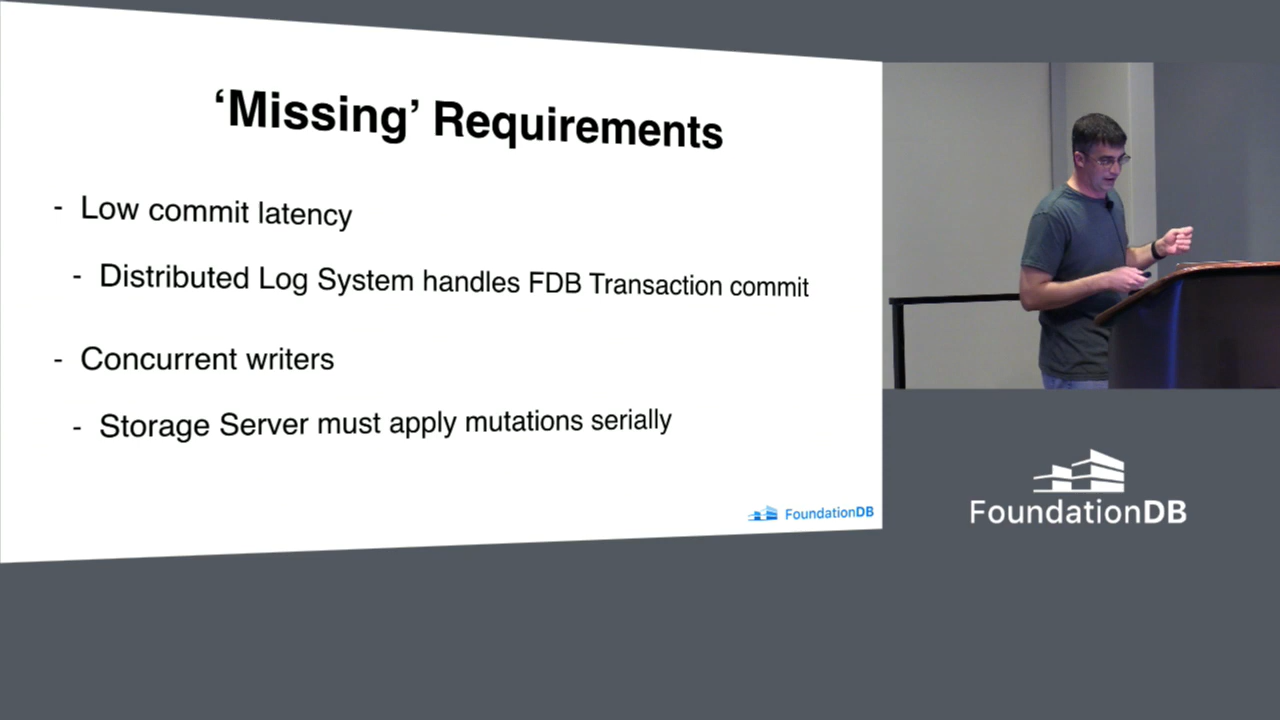 ‘Missing’ Requirements
- Low commit latency
- Distributed Log System handles FDB Transaction commit
- Concurrent writers
- Storage Server must apply mutations serially
FoundationDB
FoundationDB